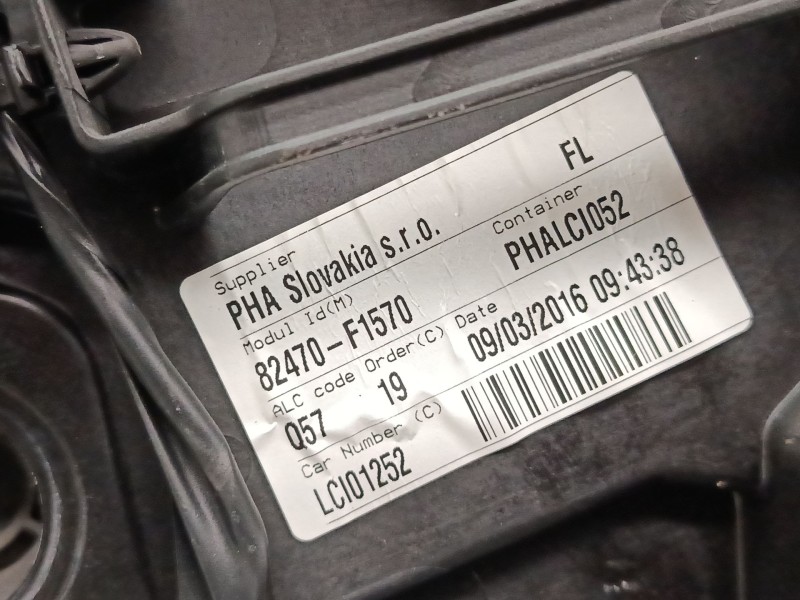 FL
Supplier
PHA Slovakia s.r.o.
Container
PHALCI052
Modul Id(M)
82470-F1570
ALC code Order(C) Date
Q57 19 09/03/2016 09:43:38
Car Number (C)
LCI01252